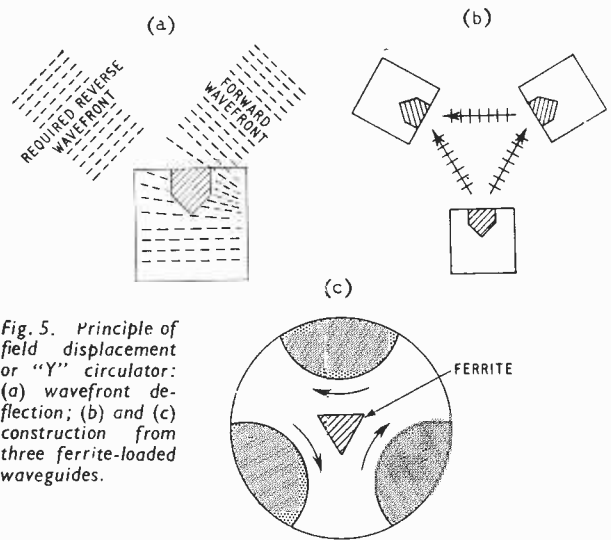 (a)
(b)
REQUIRED REVERSE
WAVEFRONT
FORWARD
WAVEFRONT
(c)
FERRITE
Fig. 5. Principle of
field displacement
or "Y" circulator:
(a) wavefront de-
flection; (b) and (c)
construction from
three ferrite-loaded
waveguides.